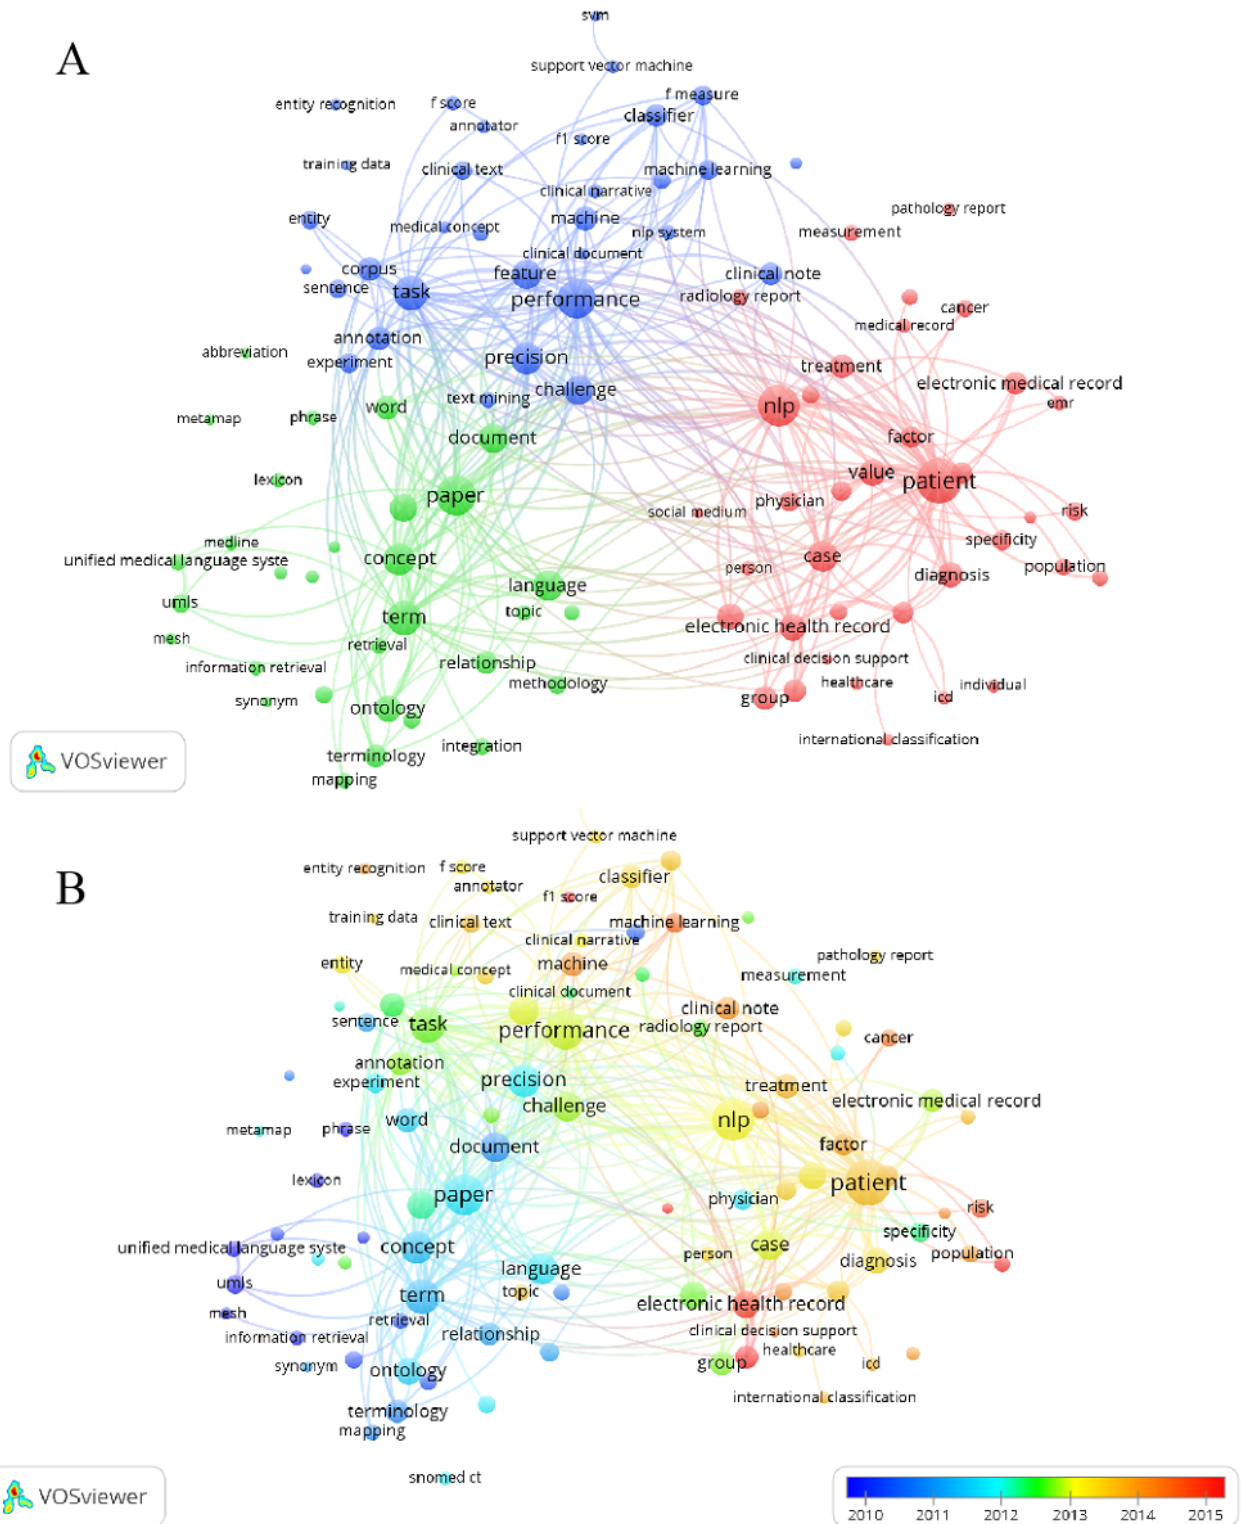 A
svm
support vector machine
f measure
entity recognition
f score
classifier
annotator
f1 score
training data
clinical text
machine learning
clinical narrative
pathology report
entity
medical concept
machine
nlp system
measurement
clinical document
corpus
feature
clinical note
sentence
task
performance
radiology report
cancer
medical record
annotation
abbreviation
experiment
precision
treatment
electronic medical record
text mining
challenge
emr
metamap
phrase
word
nlp
document
factor
lexicon
paper
value
patient
social medium
physician
risk
medline
unified medical language syste
concept
case
specificity
person
diagnosis
population
language
umls
term
topic
mesh
retrieval
electronic health record
information retrieval
relationship
clinical decision support
methodology
healthcare
synonym
ontology
group
icd
individual
terminology
integration
international classification
mapping
VOSviewer
B
support vector machine
entity recognition
f score
classifier
annotator
f1 score
training data
clinical text
machine learning
clinical narrative
pathology report
entity
medical concept
machine
measurement
clinical document
clinical note
sentence
task
performance
radiology report
cancer
annotation
experiment
precision
treatment
challenge
electronic medical record
metamap
phrase
word
nlp
document
factor
lexicon
paper
physician
patient
risk
specificity
unified medical language syste
concept
person
case
diagnosis
population
language
umls
term
topic
electronic health record
mesh
retrieval
information retrieval
relationship
clinical decision support
healthcare
synonym
ontology
group
icd
terminology
international classification
mapping
snomed ct
VOSviewer
2010 2011 2012 2013 2014 2015